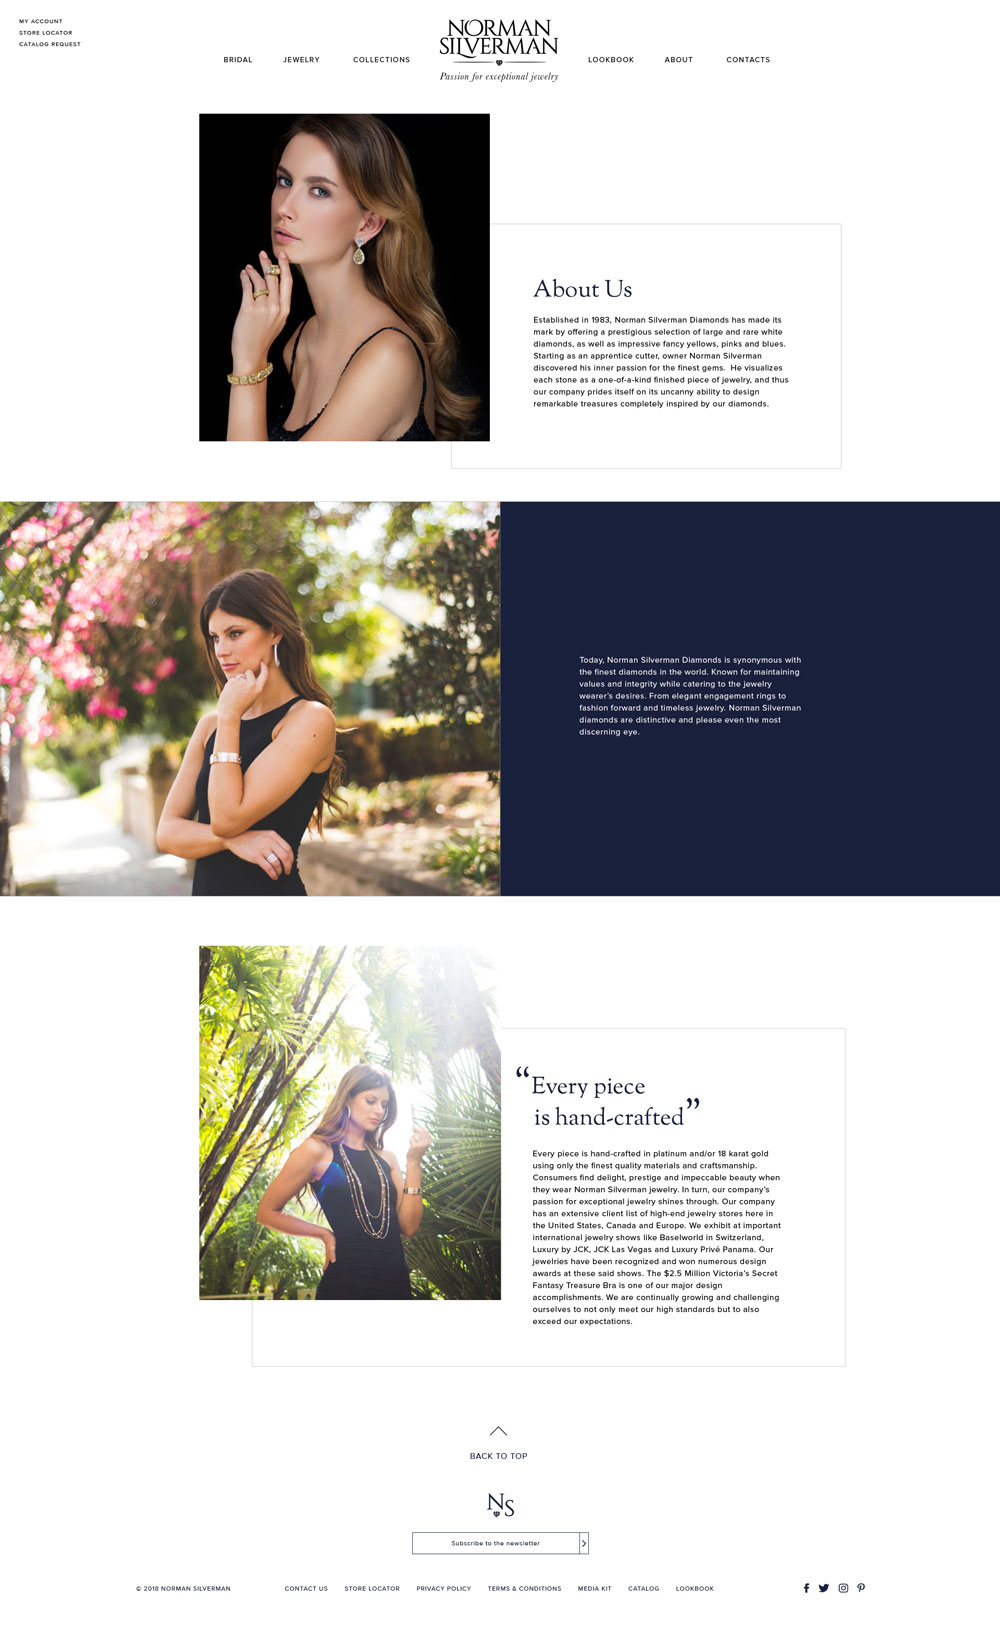 MY ACCOUNT
STORE LOCATOR
CATALOG REQUEST
BRIDAL
JEWELRY
COLLECTIONS
NORMAN
SILVERMAN
Passion for exceptional jewelry
LOOKBOOK
ABOUT
CONTACTS
About Us
Established in 1983, Norman Silverman Diamonds has made its
mark by offering a prestigious selection of large and rare white
diamonds, as well as impressive fancy yellows, pinks and blues.
Starting as an apprentice cutter, owner Norman Silverman
discovered his inner passion for the finest gems.  He visualizes
each stone as a one-of-a-kind finished piece of jewelry, and thus
our company prides itself on its uncanny ability to design
remarkable treasures completely inspired by our diamonds.
Today, Norman Silverman Diamonds is synonymous with
the finest diamonds in the world. Known for maintaining
values and integrity while catering to the jewelry
wearer's desires. From elegant engagement rings to
fashion forward and timeless jewelry. Norman Silverman
diamonds are distinctive and please even the most
discerning eye.
“Every piece
is hand-crafted”
Every piece is hand-crafted in platinum and/or 18 karat gold
using only the finest quality materials and craftsmanship.
Consumers find delight, prestige and impeccable beauty when
they wear Norman Silverman jewelry. In turn, our company's
passion for exceptional jewelry shines through. Our company
has an extensive client list of high-end jewelry stores here in
the United States, Canada and Europe. We exhibit at important
international jewelry shows like Baselworld in Switzerland,
Luxury by JCK, JCK Las Vegas and Luxury Privé Panama. Our
jewelries have been recognized and won numerous design
awards at these said shows. The $2.5 Million Victoria's Secret
Fantasy Treasure Bra is one of our major design
accomplishments. We are continually growing and challenging
ourselves to not only meet our high standards but to also
exceed our expectations.
BACK TO TOP
NS
Subscribe to the newsletter
© 2018 NORMAN SILVERMAN
CONTACT US
STORE LOCATOR
PRIVACY POLICY
TERMS & CONDITIONS
MEDIA KIT
CATALOG
LOOKBOOK